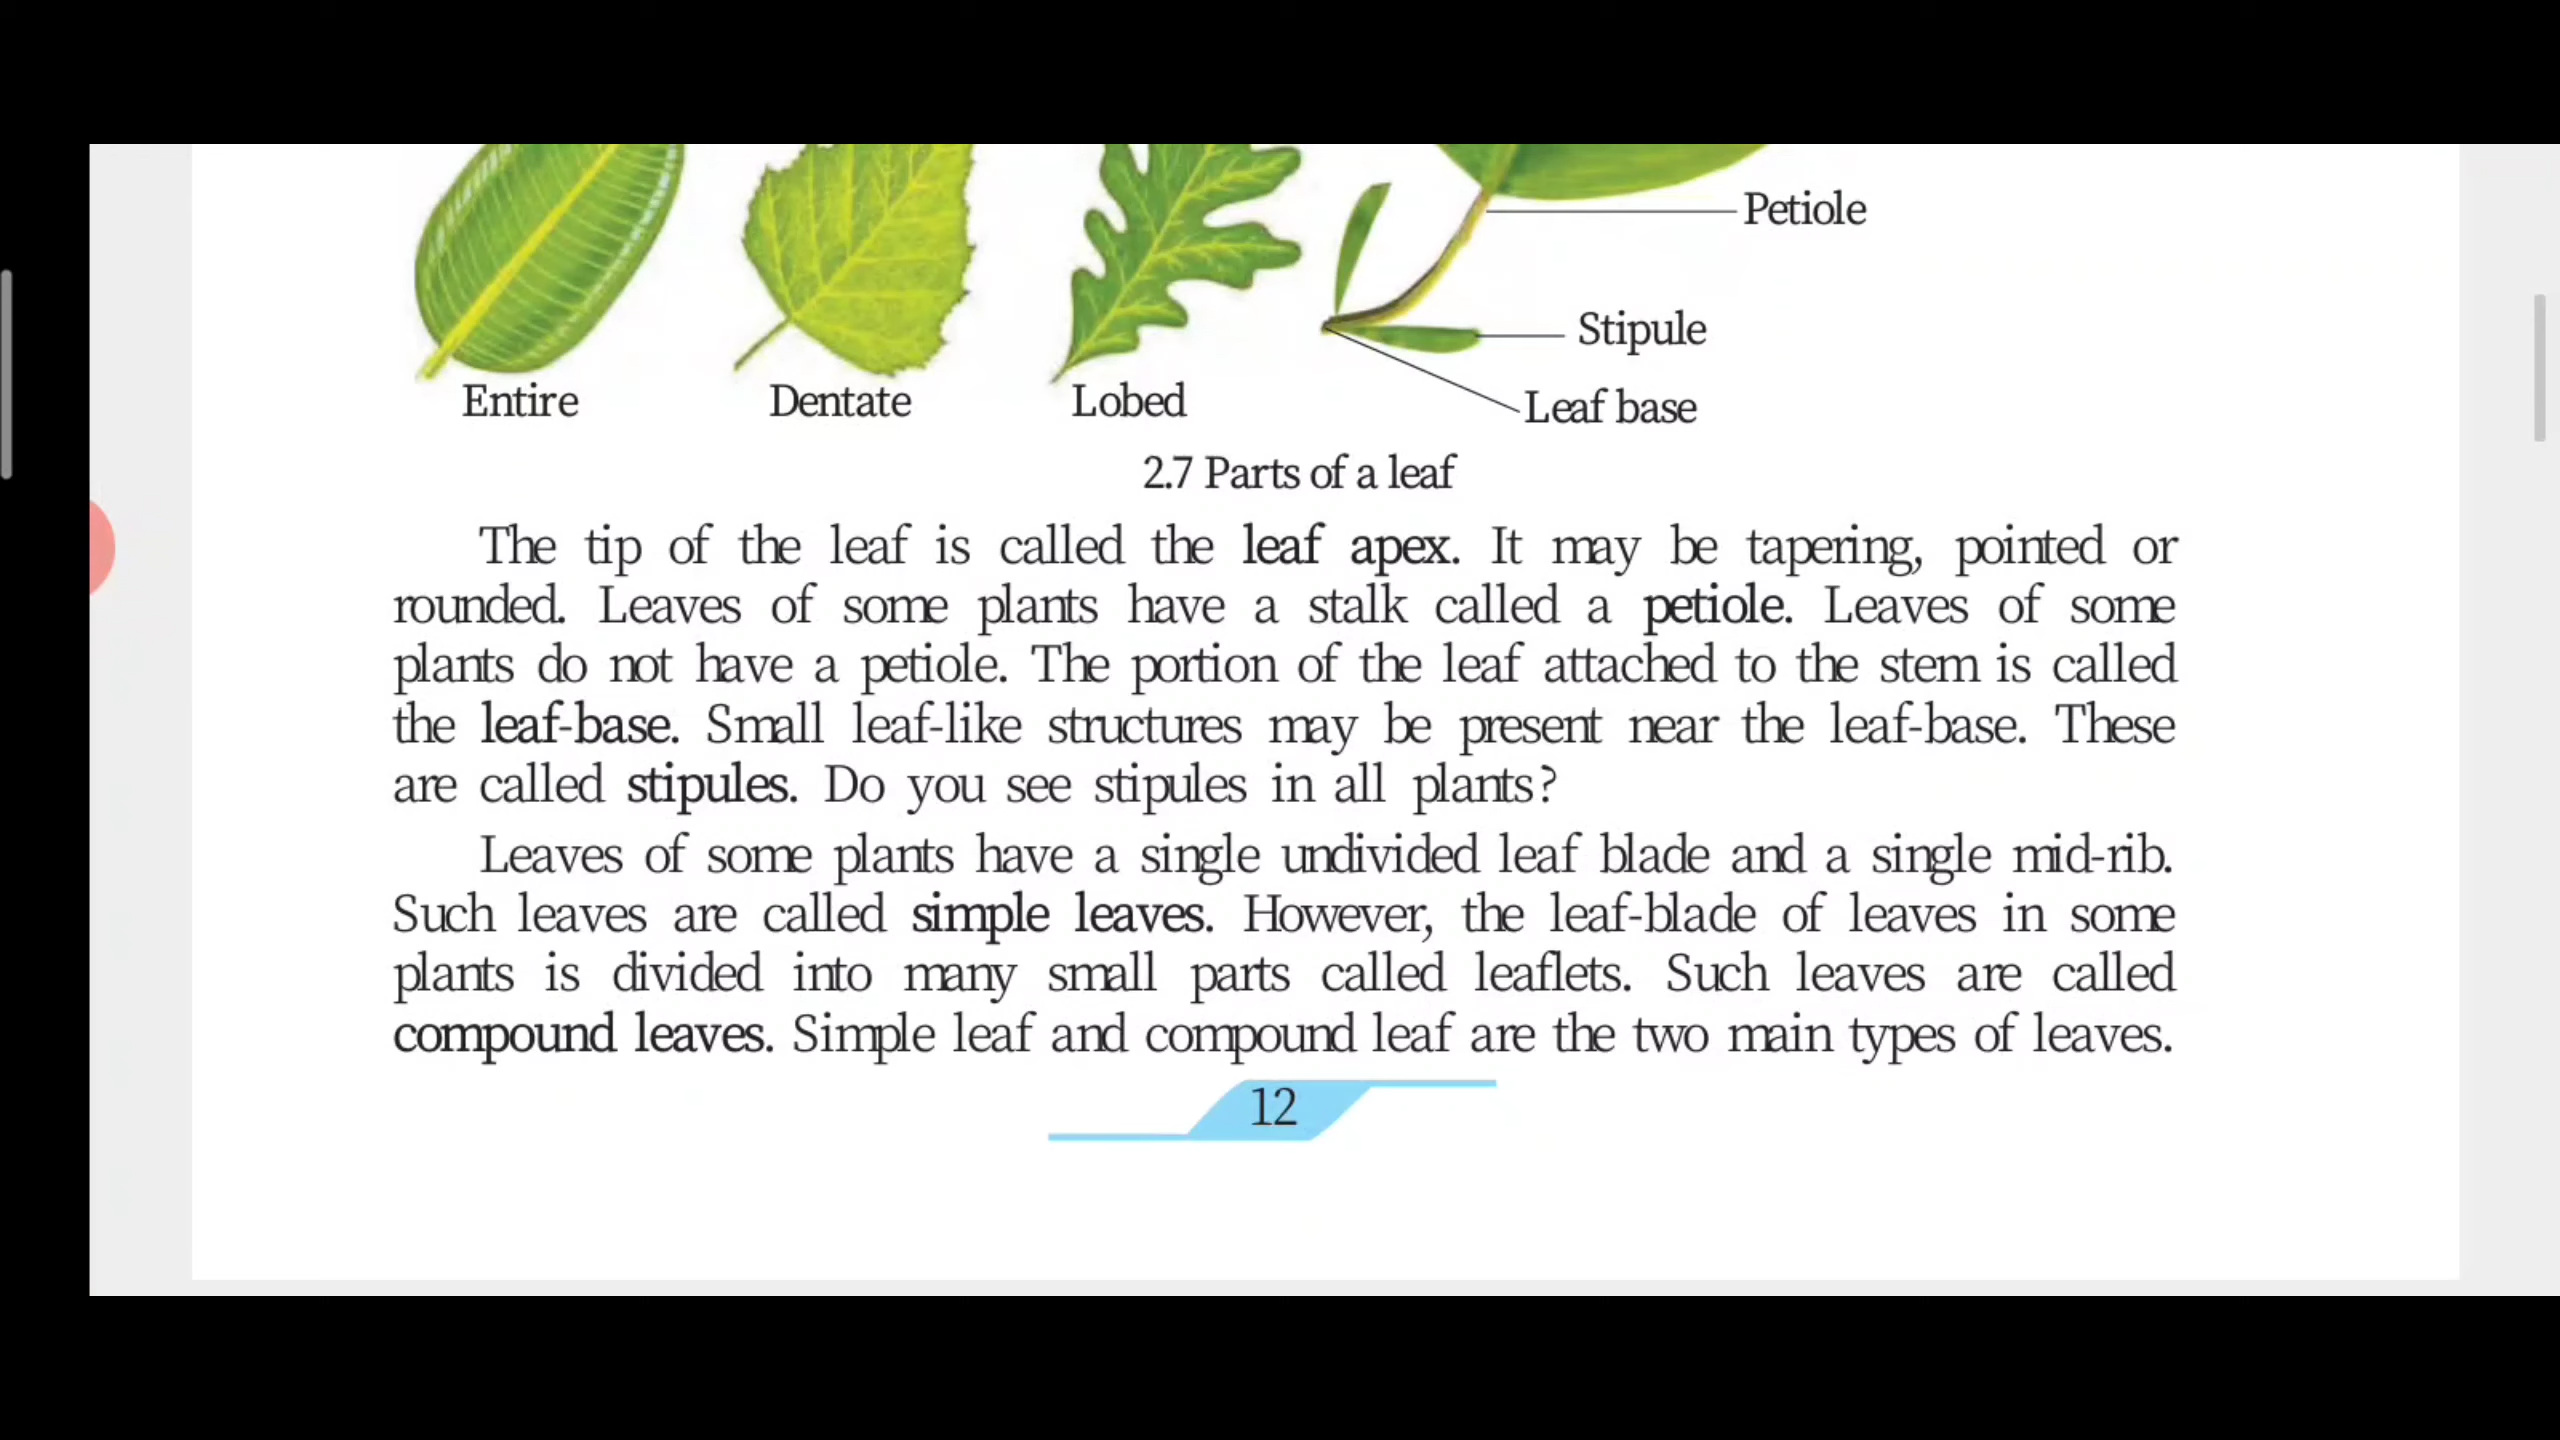 Petiole
Stipule
Entire
Dentate
Lobed
Leaf base
2.7 Parts of a leaf
The tip of the leaf is called the leaf apex. It may be tapering, pointed or
rounded. Leaves of some plants have a stalk called a petiole. Leaves of some
plants do not have a petiole. The portion of the leaf attached to the stem is called
the leaf-base. Small leaf-like structures may be present near the leaf-base. These
are called stipules. Do you see stipules in all plants?
Leaves of some plants have a single undivided leaf blade and a single mid-rib.
Such leaves are called simple leaves. However, the leaf-blade of leaves in some
plants is divided into many small parts called leaflets. Such leaves are called
compound leaves. Simple leaf and compound leaf are the two main types of leaves.
12